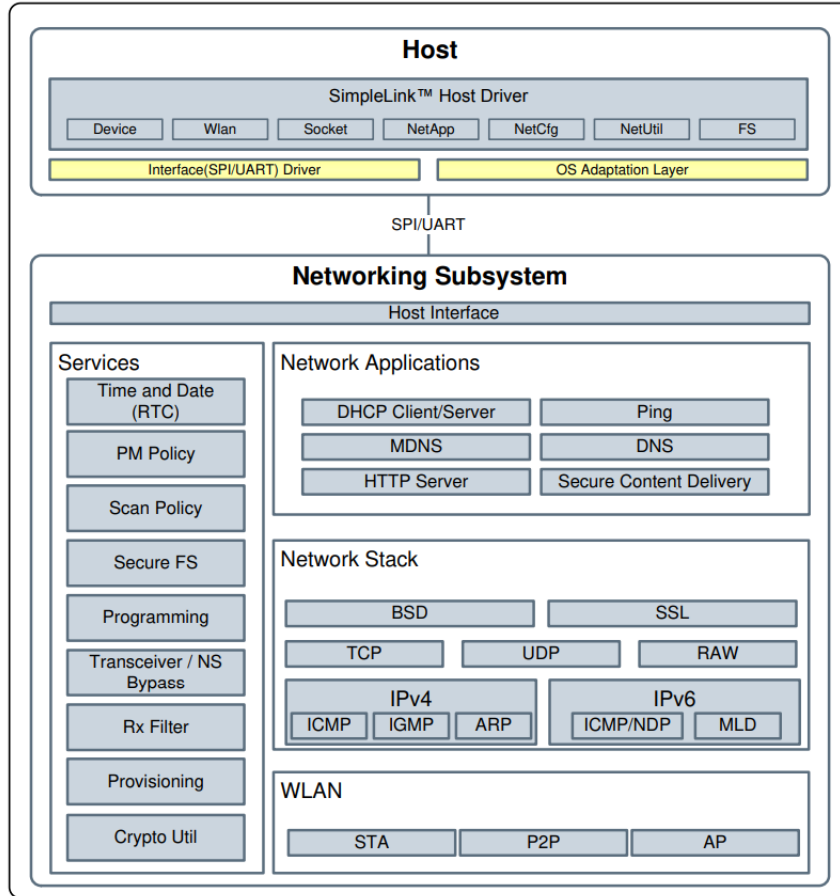 Host
SimpleLink™ Host Driver
Device
Wlan
Socket
NetApp
NetCfg
NetUtil
FS
Interface(SPI/UART) Driver
OS Adaptation Layer
SPI/UART
Networking Subsystem
Host Interface
Services
Time and Date
(RTC)
PM Policy
Scan Policy
Secure FS
Programming
Transceiver / NS
Bypass
Rx Filter
Provisioning
Crypto Util
Network Applications
DHCP Client/Server
Ping
MDNS
DNS
HTTP Server
Secure Content Delivery
Network Stack
BSD
SSL
TCP
UDP
RAW
IPv4
ICMP
IGMP
ARP
IPv6
ICMP/NDP
MLD
WLAN
STA
P2P
AP